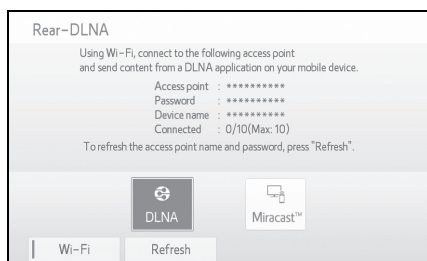 Rear-DLNA
Using Wi-Fi, connect to the following access point
and send content from a DLNA application on your mobile device.
Access point : **********
Password : **********
Device name : **********
Connected : 0/10(Max: 10)
To refresh the access point name and password, press "Refresh".
DLNA
Miracast™
Wi-Fi
Refresh